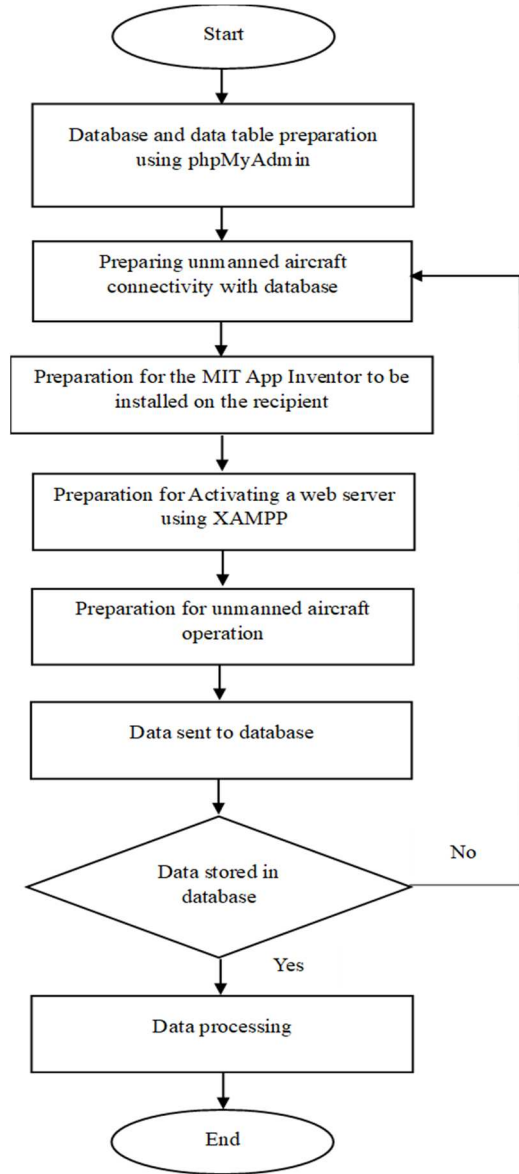 Start
Database and data table preparation
using phpMyAdmin
Preparing unmanned aircraft
connectivity with database
Preparation for the MIT App Inventor to be
installed on the recipient
Preparation for Activating a web server
using XAMPP
Preparation for unmanned aircraft
operation
Data sent to database
Data stored in
database
No
Yes
Data processing
End